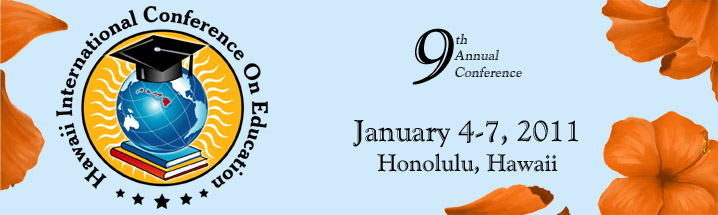 Hawaii International Conference On Education
9th
Annual
Conference
January 4-7, 2011
Honolulu, Hawaii